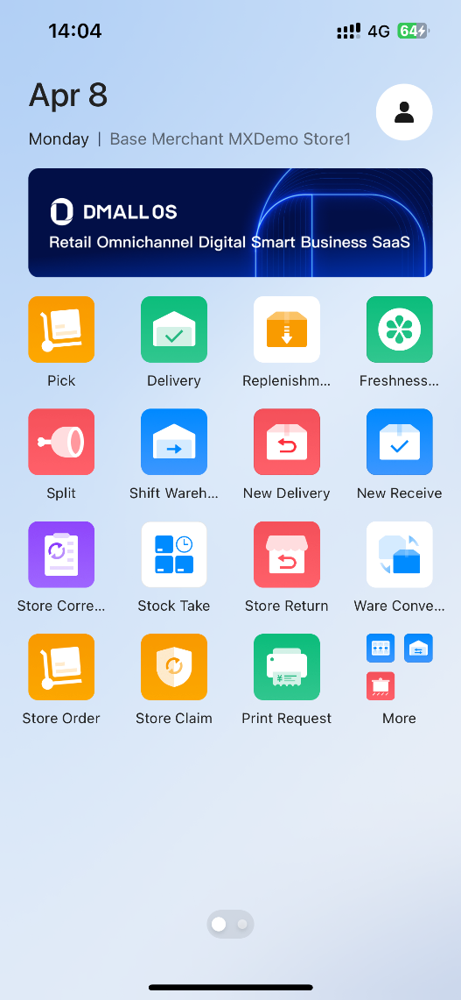 14:04 4G 64
Apr 8
Monday | Base Merchant MXDemo Store1
DMALL OS
Retail Omnichannel Digital Smart Business SaaS
Pick Delivery Replenishm... Freshness...
Split Shift Wareh... New Delivery New Receive
Store Corre... Stock Take Store Return Ware Conve...
¥
Store Order Store Claim Print Request More